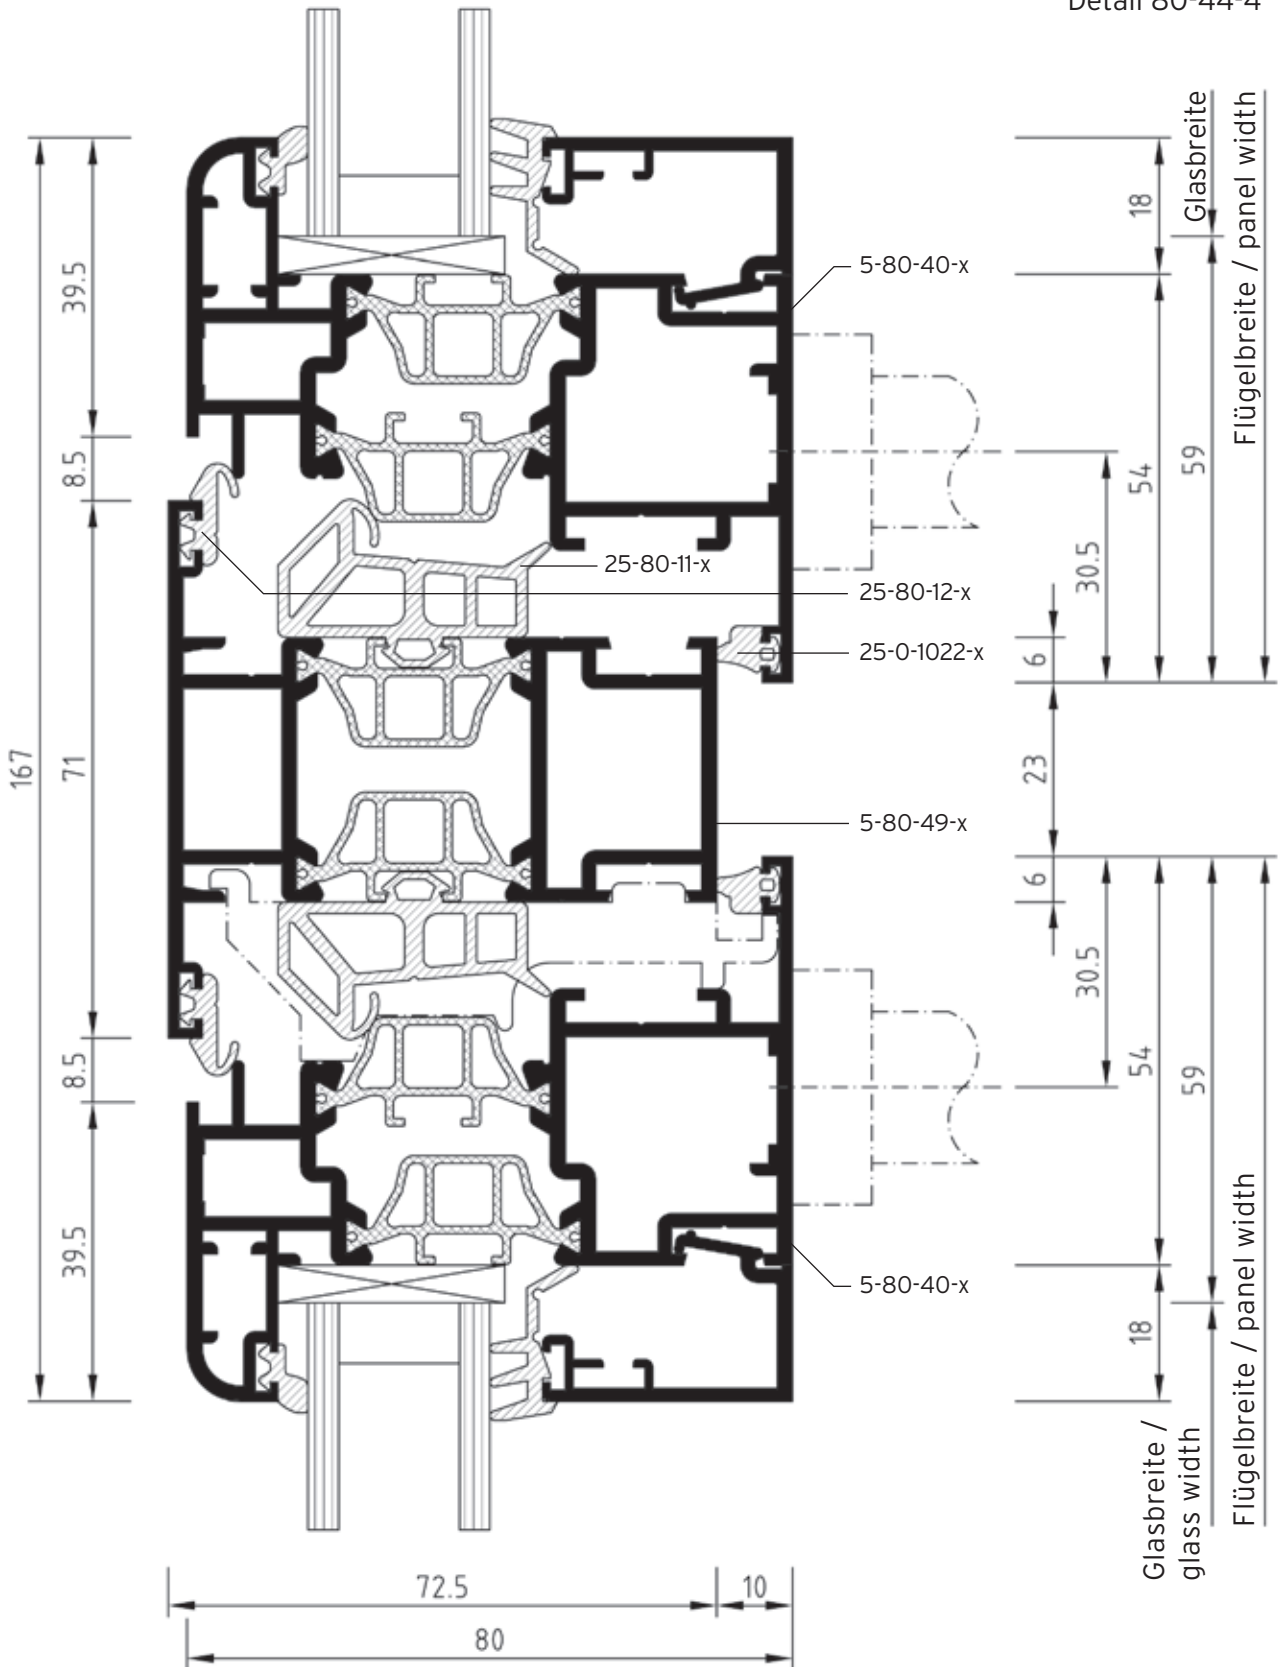 Detail 80-44-4
Glasbreite
Flügelbreite / panel width
18
39.5
5-80-40-x
59
54
8.5
30.5
25-80-11-x
25-80-12-x
25-0-1022-x
6
167
71
23
5-80-49-x
6
30.5
8.5
54
59
39.5
5-80-40-x
18
Flügelbreite / panel width
Glasbreite /
glass width
72.5
10
80